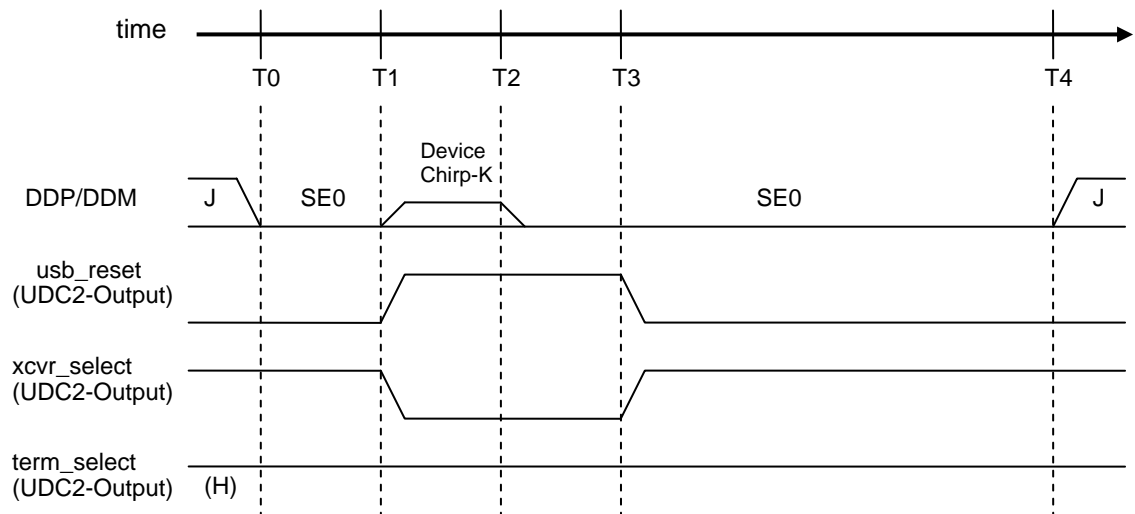 time
T0 T1 T2 T3 T4
Device
Chirp-K
DDP/DDM J SE0 SE0 J
usb_reset
(UDC2-Output)
xcvr_select
(UDC2-Output)
term_select
(UDC2-Output) (H)